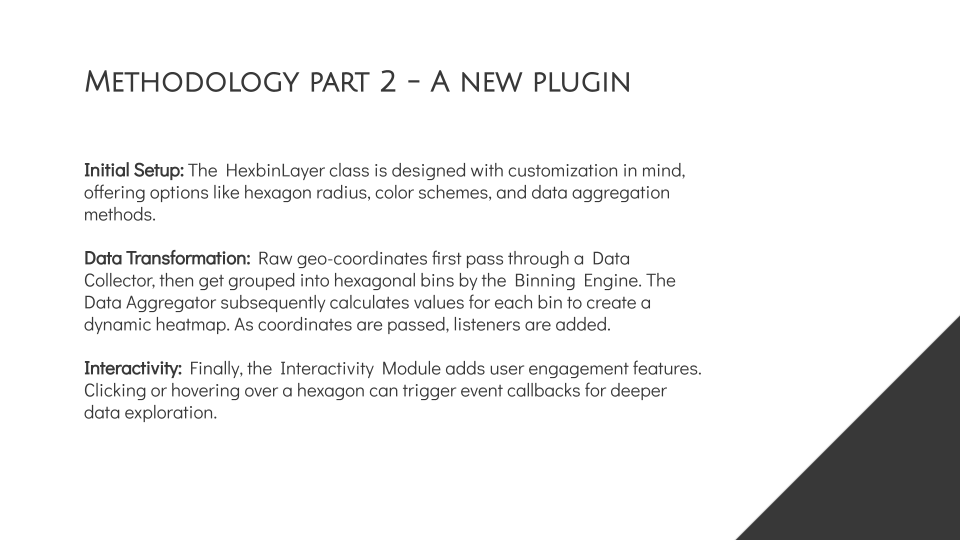 Methodology part 2 – A new plugin
Initial Setup: The HexbinLayer class is designed with customization in mind,
offering options like hexagon radius, color schemes, and data aggregation
methods.
Data Transformation: Raw geo-coordinates first pass through a Data
Collector, then get grouped into hexagonal bins by the Binning Engine. The
Data Aggregator subsequently calculates values for each bin to create a
dynamic heatmap. As coordinates are passed, listeners are added.
Interactivity: Finally, the Interactivity Module adds user engagement features.
Clicking or hovering over a hexagon can trigger event callbacks for deeper
data exploration.